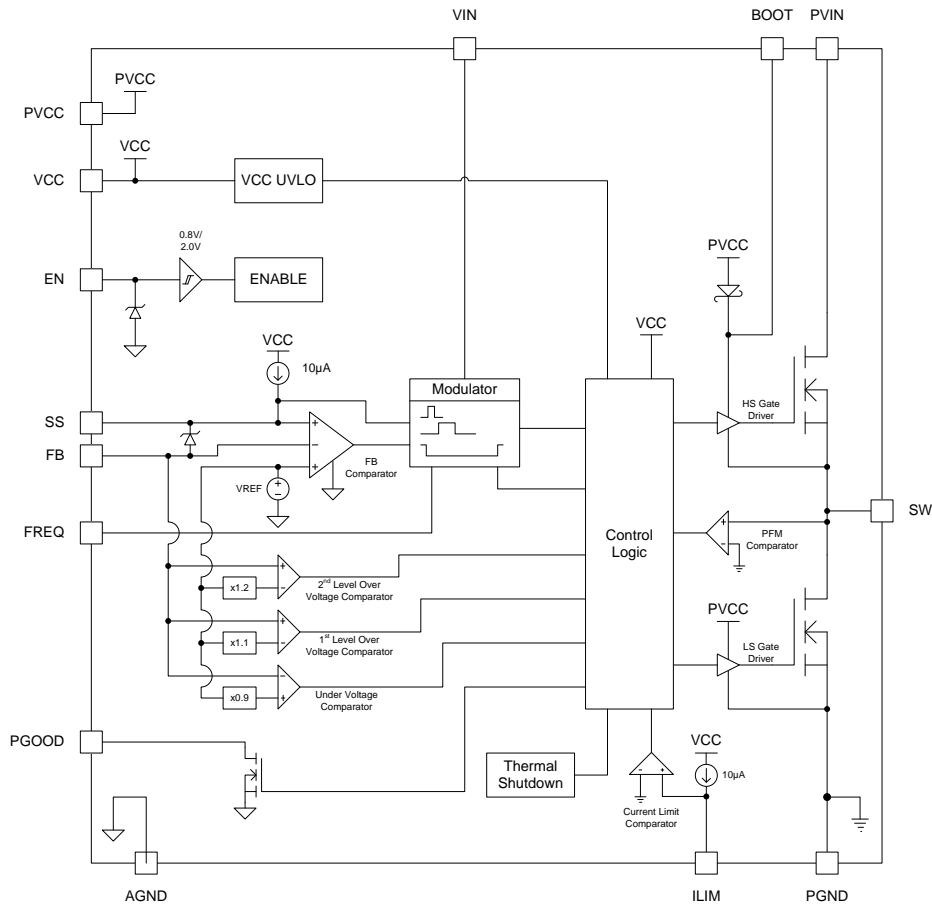 VIN
BOOT
PVIN
PVCC
PVCC
VCC
VCC
VCC UVLO
0.8V/
2.0V
EN
ENABLE
PVCC
VCC
10µA
VCC
Modulator
SS
HS Gate
Driver
FB
FB
Comparator
VREF
FREQ
SW
Control
Logic
PFM
Comparator
x1.2
2nd Level Over
Voltage Comparator
PVCC
x1.1
1st Level Over
Voltage Comparator
LS Gate
Driver
x0.9
Under Voltage
Comparator
PGOOD
VCC
Thermal
Shutdown
10µA
Current Limit
Comparator
AGND
ILIM
PGND